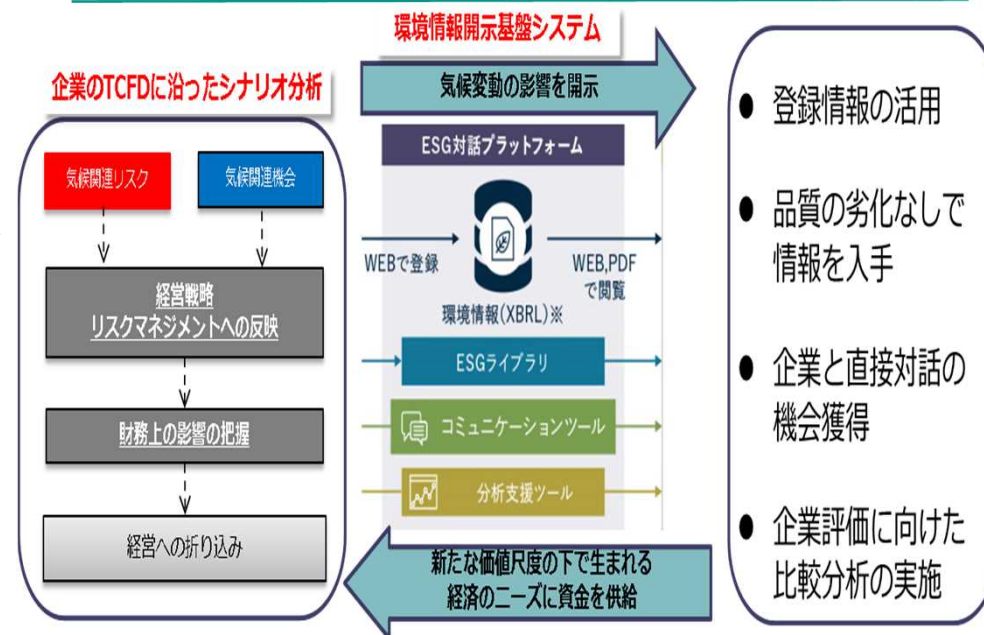 環境情報開示基盤システム
企業のTCFDに沿ったシナリオ分析
気候関連リスク
気候関連機会
経営戦略
リスクマネジメントへの反映
財務上の影響の把握
経営への折り込み
気候変動の影響を開示
ESG対話プラットフォーム
WEBで登録
WEB,PDF
で閲覧
環境情報(XBRL)※
ESGライブラリ
コミュニケーションツール
分析支援ツール
新たな価値尺度の下で生まれる
経済のニーズに資金を供給
● 登録情報の活用
● 品質の劣化なしで
情報を入手
● 企業と直接対話の
機会獲得
● 企業評価に向けた
比較分析の実施